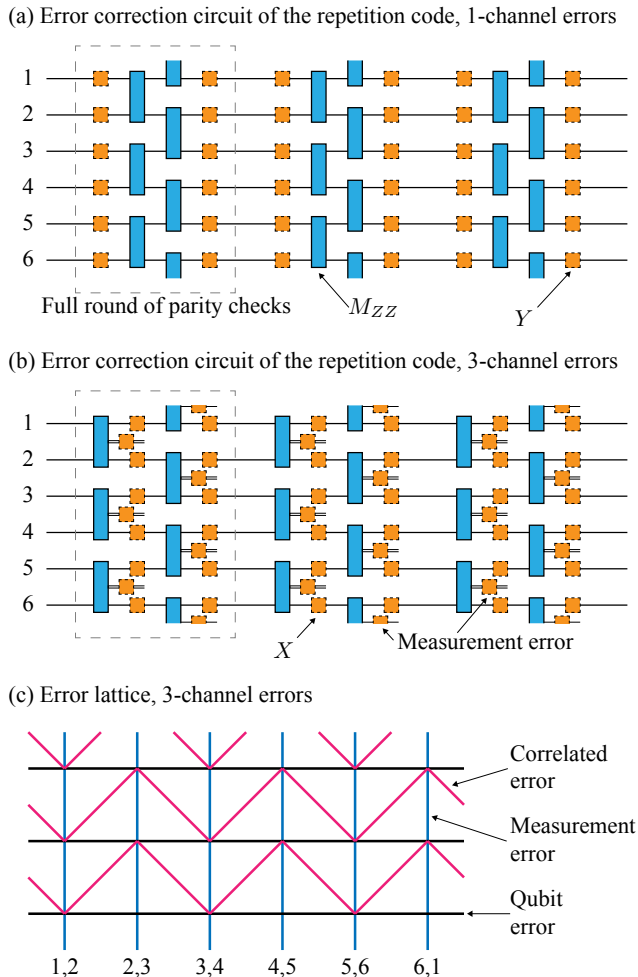 (a) Error correction circuit of the repetition code, 1-channel errors
1
2
3
4
5
6
Full round of parity checks
M_{ZZ}
Y
(b) Error correction circuit of the repetition code, 3-channel errors
1
2
3
4
5
6
X
Measurement error
(c) Error lattice, 3-channel errors
Correlated
error
Measurement
error
Qubit
error
1,2 2,3 3,4 4,5 5,6 6,1